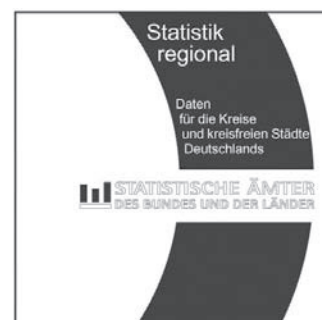 Statistik
regional
Daten
für die Kreise
und kreisfreien Städte
Deutschlands
STATISTISCHE ÄMTER
DES BUNDES UND DER LÄNDER